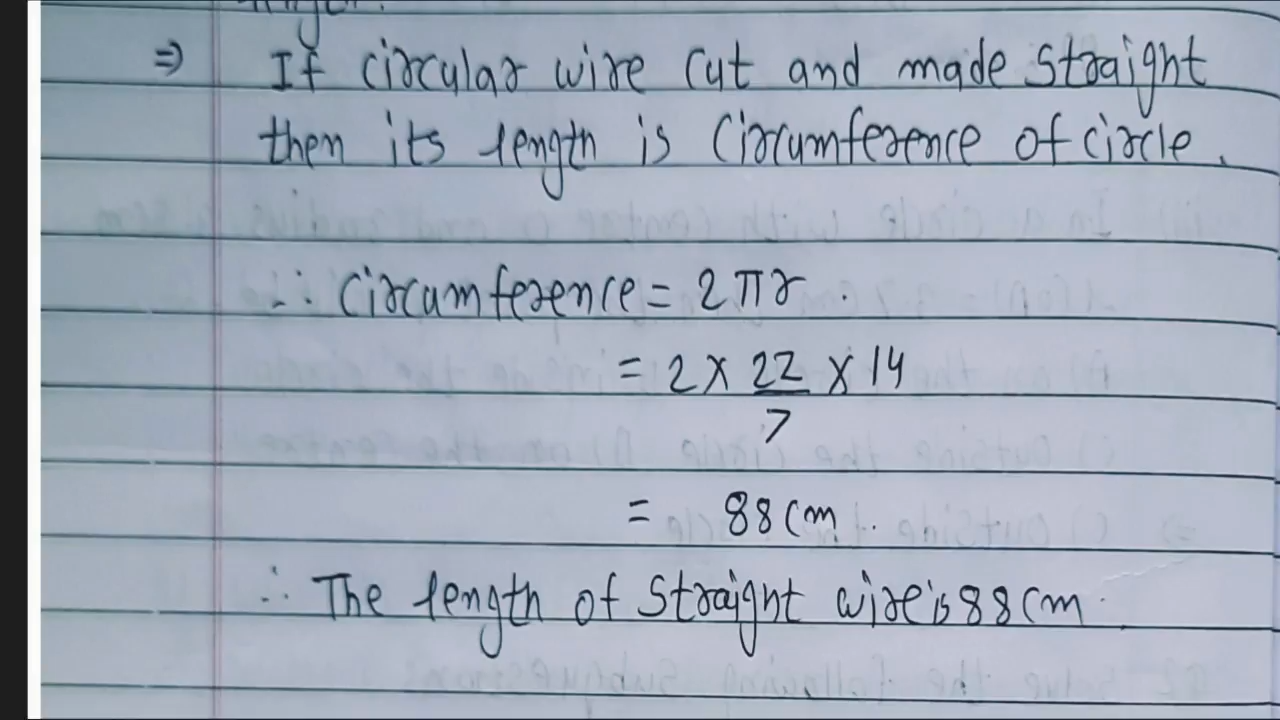 ⇒ If circular wire cut and made straight
then its length is circumference of circle.
∴ Circumference = 2πr.
= 2 × 22/7 × 14
= 88 cm.
∴ The length of straight wire is 88 cm.